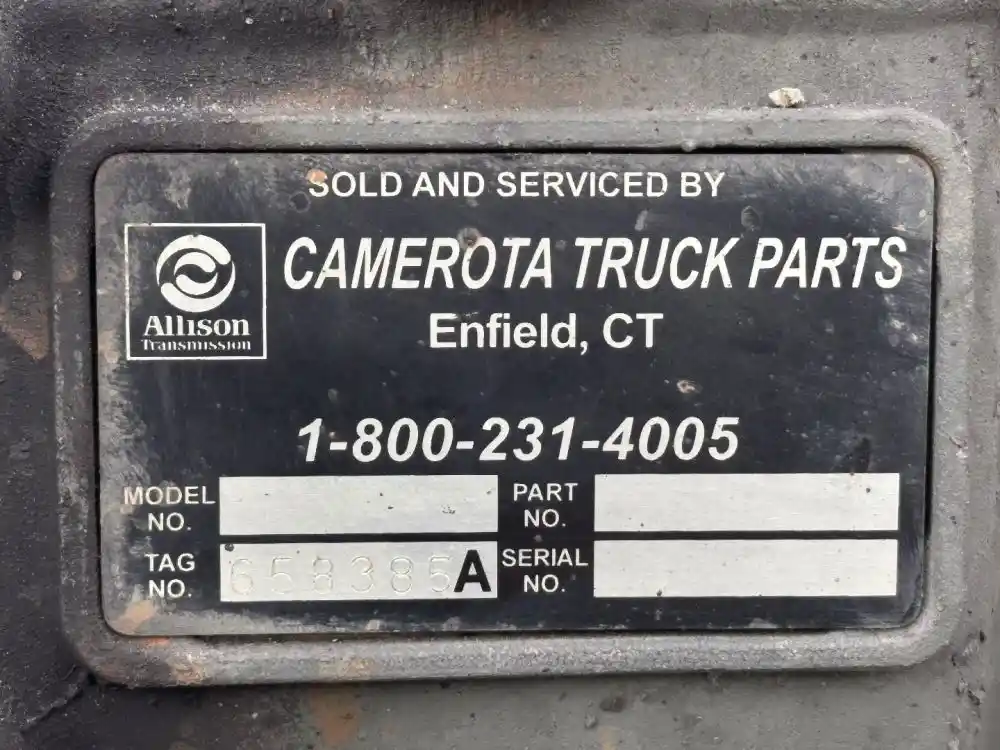 SOLD AND SERVICED BY
CAMEROTA TRUCK PARTS
Allison
Transmission
Enfield, CT
1-800-231-4005
MODEL NO.
PART NO.
TAG NO. 658385A
SERIAL NO.